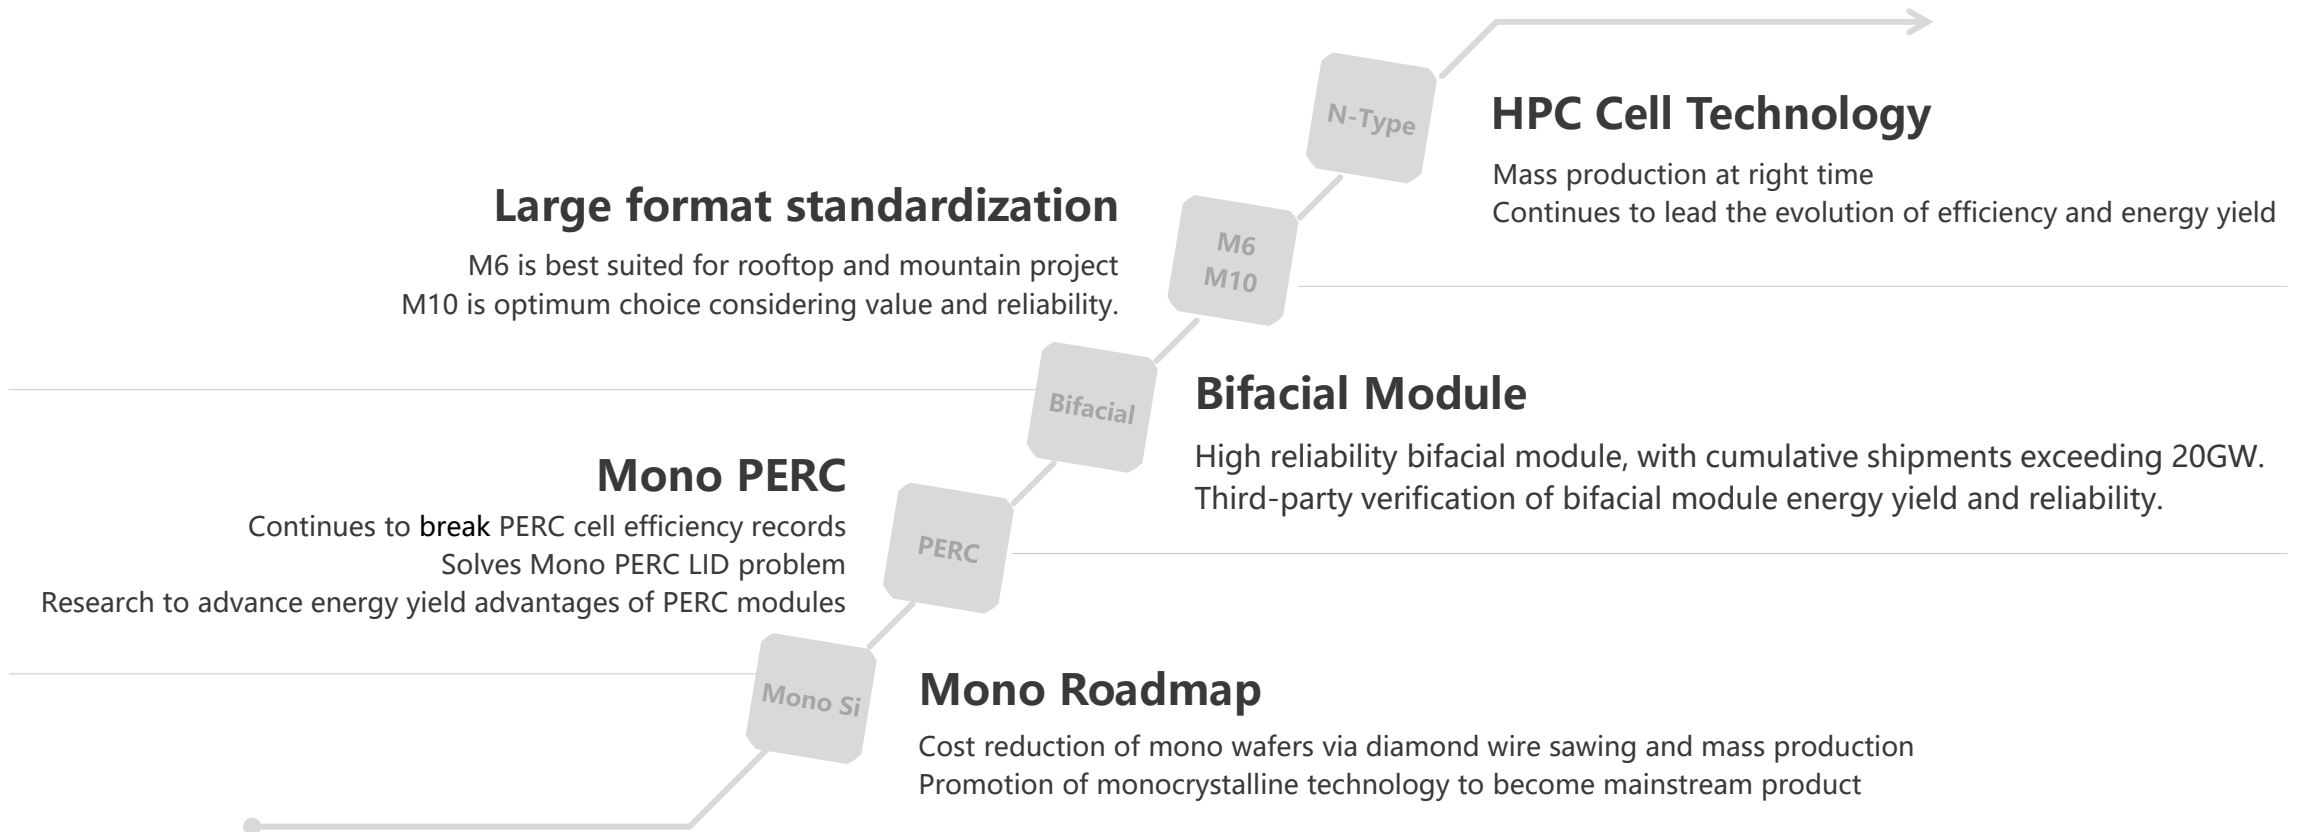 N-Type
HPC Cell Technology
Mass production at right time
Continues to lead the evolution of efficiency and energy yield
Large format standardization
M6 is best suited for rooftop and mountain project
M10 is optimum choice considering value and reliability.
M6
M10
Bifacial
Bifacial Module
High reliability bifacial module, with cumulative shipments exceeding 20GW.
Third-party verification of bifacial module energy yield and reliability.
Mono PERC
Continues to break PERC cell efficiency records
Solves Mono PERC LID problem
Research to advance energy yield advantages of PERC modules
PERC
Mono Si
Mono Roadmap
Cost reduction of mono wafers via diamond wire sawing and mass production
Promotion of monocrystalline technology to become mainstream product